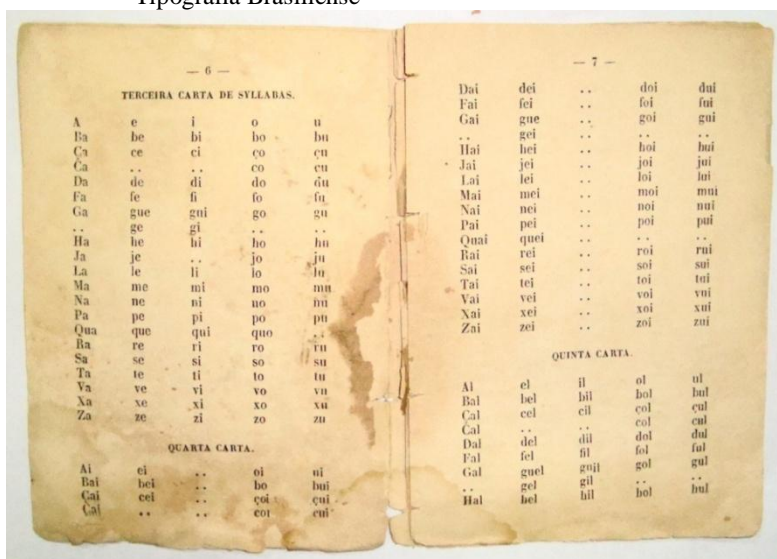 Tipografia Brasiliense
— 6 —
TERCEIRA CARTA DE SYLLABAS.
A e i o u
Ba be bi bo bu
Ça ce ci ço çu
Ca .. .. co cu
Da de di do du
Fa fe fi fo fu
Ga gue gui go gu
.. ge gi .. ..
Ha he hi ho hu
Ja je .. jo ju
La le li lo lu
Ma me mi mo mu
Na ne ni no nu
Pa pe pi po pu
Qua que qui quo ..
Ra re ri ro ru
Sa se si so su
Ta te ti to tu
Va ve vi vo vu
Xa xe xi xo xu
Za ze zi zo zu
QUARTA CARTA.
Ai ei .. oi ui
Bai bei .. bo bui
Çai cei .. çoi çui
Cai .. .. coi cui
— 7 —
Dai dei .. doi dui
Fai fei .. foi fui
Gai gue .. goi gui
.. gei .. .. ..
Hai hei .. hoi hui
Jai jei .. joi jui
Lai lei .. loi lui
Mai mei .. moi mui
Nai nei .. noi nui
Pai pei .. poi pui
Quai quei .. .. ..
Rai rei .. roi rui
Sai sei .. soi sui
Tai tei .. toi tui
Vai vei .. voi vui
Xai xei .. xoi xui
Zai zei .. zoi zui
QUINTA CARTA.
Al el il ol ul
Bal bel bil bol bul
Çal cel cil çol çul
Cal .. .. col cul
Dal del dil dol dul
Fal fel fil fol ful
Gal guel guil gol gul
.. gel gil .. ..
Hal hel hil hol hul